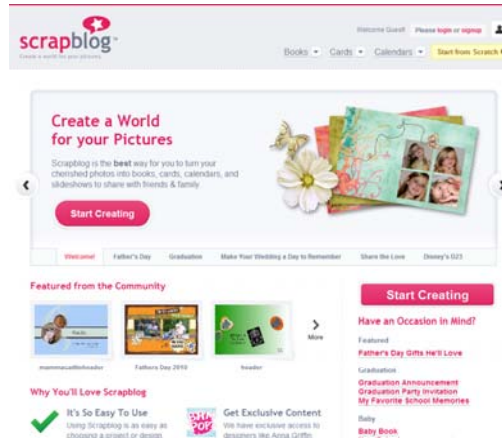 scrapblog™
Create a world for your pictures
Welcome Guest! Please login or signup
Books Cards Calendars Start from Scratch
Create a World
for your Pictures
Scrapblog is the best way for you to turn your
cherished photos into books, cards, calendars, and
slideshows to share with friends & family.
Start Creating
Welcome! Father's Day Graduation Make Your Wedding a Day to Remember Share the Love Disney's D23
Featured from the Community
mammasattheheader
Fathers Day 2010
header
More
Start Creating
Have an Occasion in Mind?
Featured
Father's Day Gifts He'll Love
Graduation
Graduation Announcement
Graduation Party Invitation
My Favorite School Memories
Baby
Baby Book
Why You'll Love Scrapblog
It's So Easy To Use
Using Scrapblog is as easy as
choosing a project or design
Get Exclusive Content
We have exclusive access to
designers like Anna Griffin